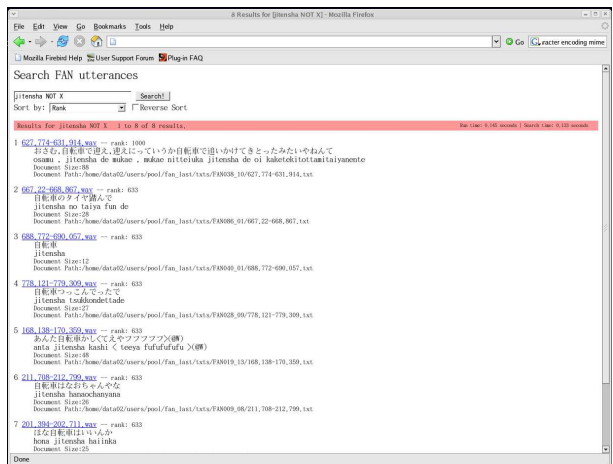 8 Results for [jitensha NOT X] - Mozilla Firefox
File Edit View Go Bookmarks Tools Help
Go racter encoding mime
Mozilla Firebird Help User Support Forum Plug-in FAQ
Search FAN utterances
jitensha NOT X Search!
Sort by: Rank Reverse Sort
Results for jitensha NOT X 1 to 8 of 8 results. Run time: 0.145 seconds | Search time: 0.133 seconds
1 627.774-631.914.wav -- rank: 1000
おさむ,自転車で迎え,迎えにっていうか自転車で追いかけてきとったみたいやねんて
osamu , jitensha de mukae , mukae nitteiuka jitensha de oi kaketekitottamitaiyanente
Document Size:88
Document Path:/home/data02/users/pool/fan_last/txts/FAN038_10/627.774-631.914.txt
2 667.22-668.867.wav -- rank: 633
自転車のタイヤ踏んで
jitensha no taiya fun de
Document Size:28
Document Path:/home/data02/users/pool/fan_last/txts/FAN086_01/667.22-668.867.txt
3 688.772-690.057.wav -- rank: 633
自転車
jitensha
Document Size:12
Document Path:/home/data02/users/pool/fan_last/txts/FAN040_01/688.772-690.057.txt
4 778.121-779.309.wav -- rank: 633
自転車つっこんでったで
jitensha tsukkondettade
Document Size:27
Document Path:/home/data02/users/pool/fan_last/txts/FAN028_09/778.121-779.309.txt
5 168.138-170.359.wav -- rank: 633
あんた自転車かし<てえやフフフフフ>(@W)
anta jitensha kashi < teeya fufufufufu >(@W)
Document Size:48
Document Path:/home/data02/users/pool/fan_last/txts/FAN019_13/168.138-170.359.txt
6 211.708-212.799.wav -- rank: 633
自転車はなおちゃんやな
jitensha hanaochanyana
Document Size:26
Document Path:/home/data02/users/pool/fan_last/txts/FAN009_08/211.708-212.799.txt
7 201.394-202.711.wav -- rank: 633
ほな自転車はいいんか
hona jitensha haiinka
Document Size:25
Done